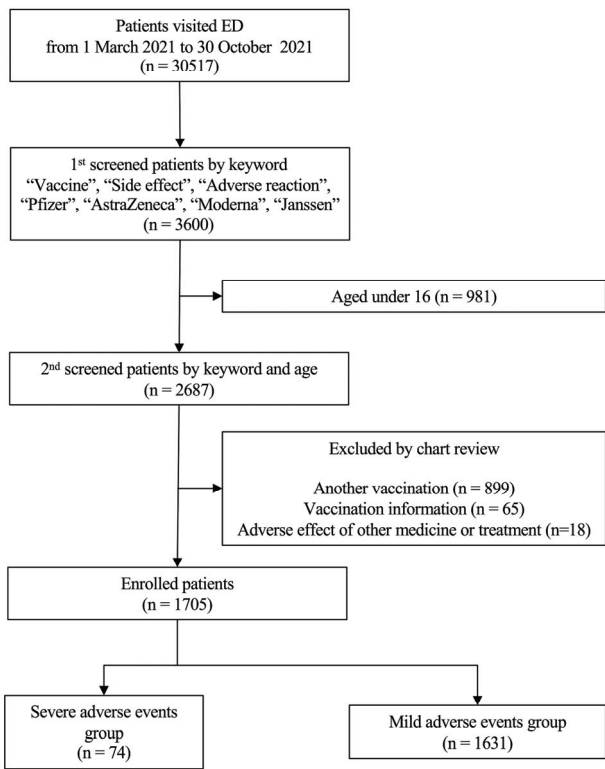 Patients visited ED
from 1 March 2021 to 30 October 2021
(n = 30517)
1st screened patients by keyword
“Vaccine”, “Side effect”, “Adverse reaction”,
“Pfizer”, “AstraZeneca”, “Moderna”, “Janssen”
(n = 3600)
Aged under 16 (n = 981)
2nd screened patients by keyword and age
(n = 2687)
Excluded by chart review
Another vaccination (n = 899)
Vaccination information (n = 65)
Adverse effect of other medicine or treatment (n=18)
Enrolled patients
(n = 1705)
Severe adverse events
group
(n = 74)
Mild adverse events group
(n = 1631)